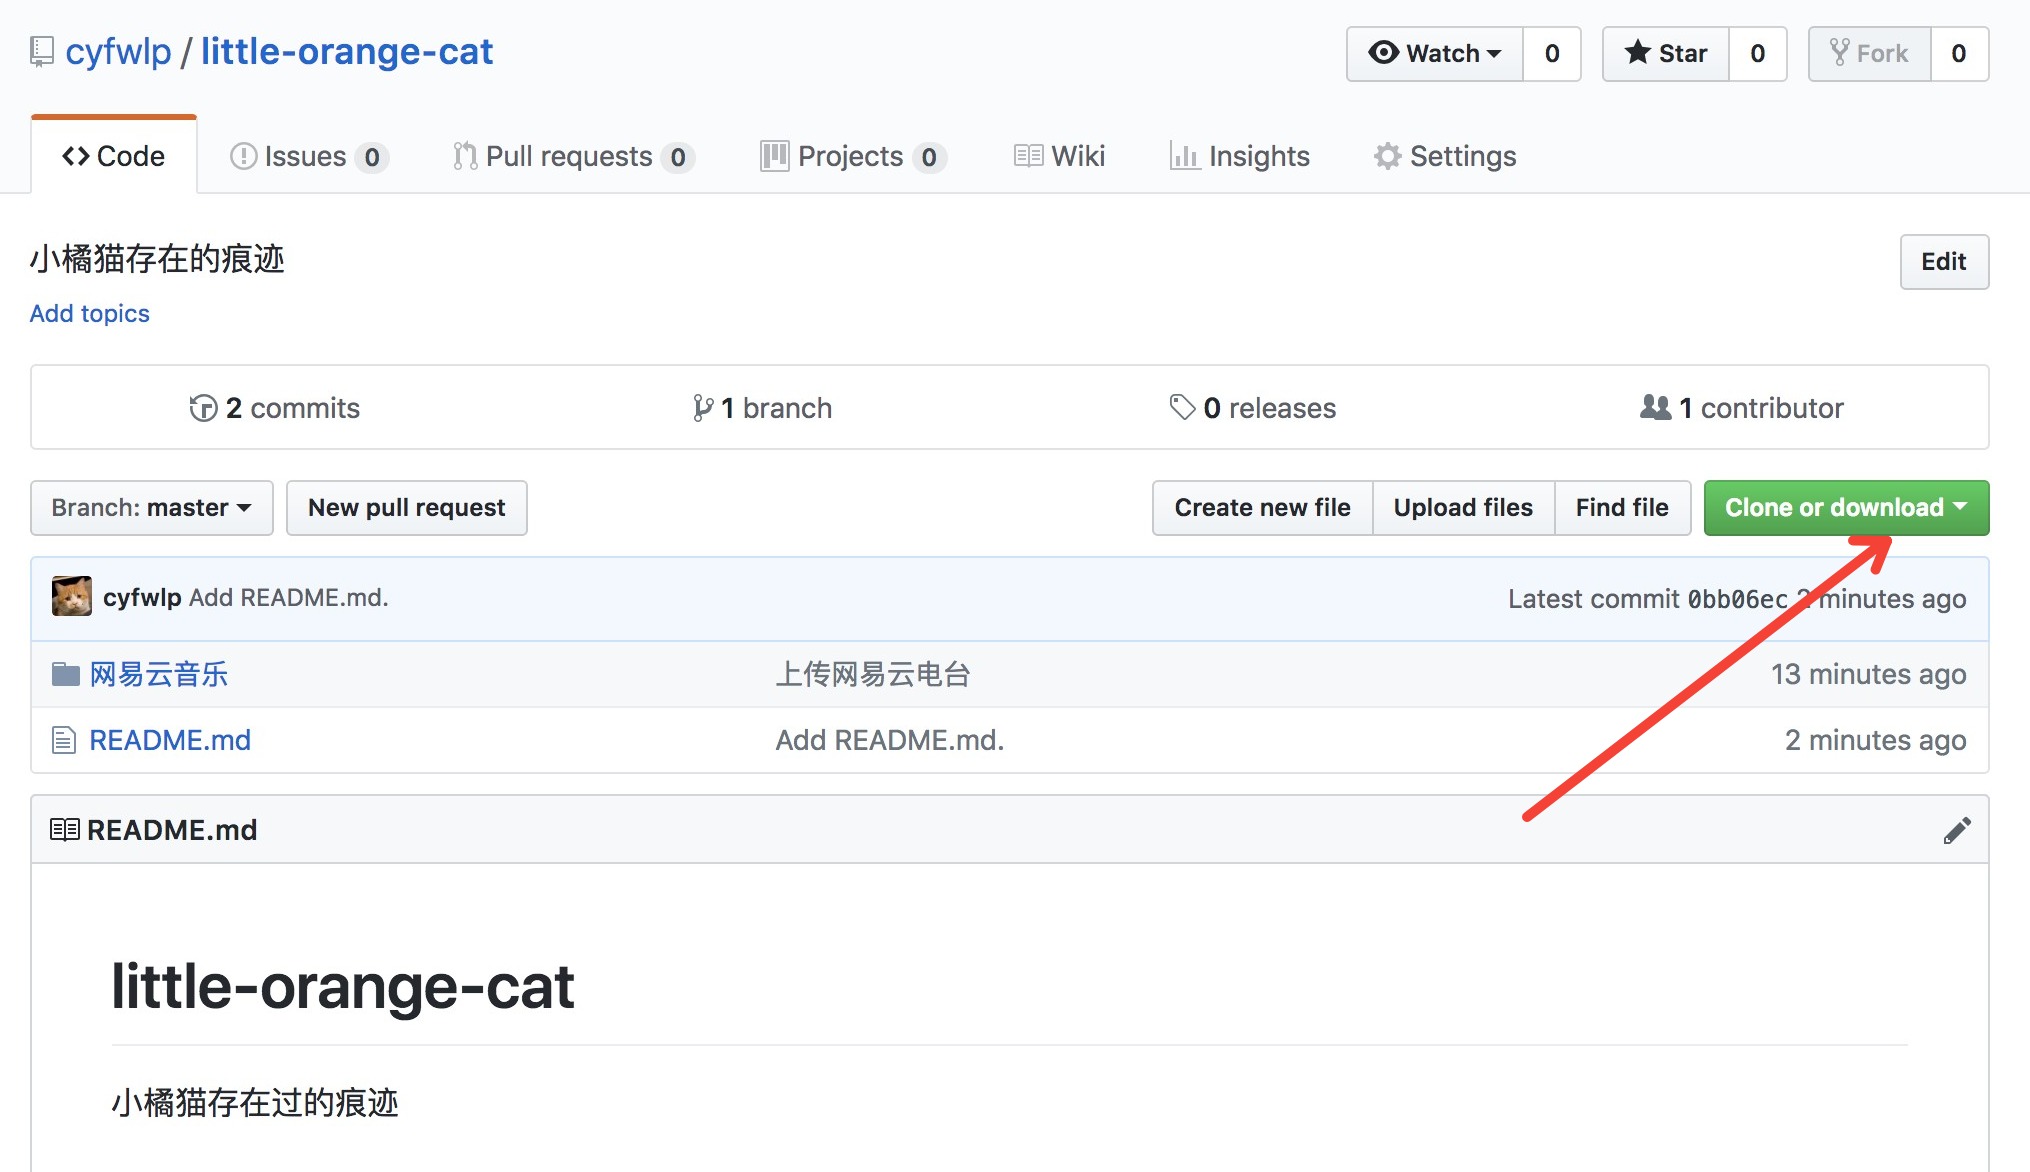 cyfwlp / little-orange-cat
Watch 0 Star 0 Fork 0
Code Issues 0 Pull requests 0 Projects 0 Wiki Insights Settings
小橘猫存在的痕迹
Edit
Add topics
2 commits 1 branch 0 releases 1 contributor
Branch: master New pull request Create new file Upload files Find file Clone or download
cyfwlp Add README.md. Latest commit 0bb06ec 2 minutes ago
网易云音乐 上传网易云电台 13 minutes ago
README.md Add README.md. 2 minutes ago
README.md
little-orange-cat
小橘猫存在过的痕迹